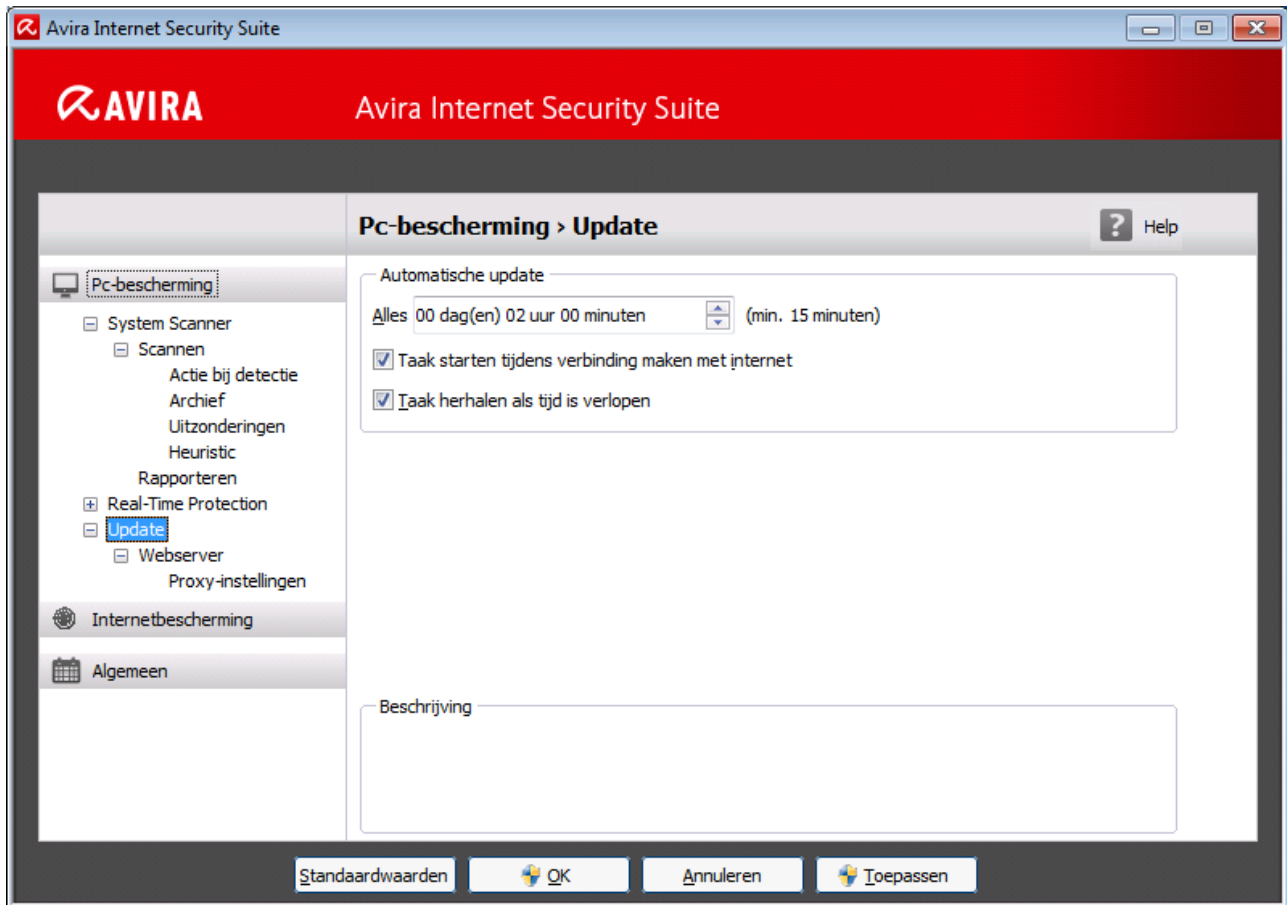 Avira Internet Security Suite
AVIRA
Avira Internet Security Suite
Pc-bescherming › Update
? Help
Pc-bescherming
System Scanner
Scannen
Actie bij detectie
Archief
Uitzonderingen
Heuristic
Rapporteren
Real-Time Protection
Update
Webserver
Proxy-instellingen
Internetbescherming
Algemeen
Automatische update
Alles 00 dag(en) 02 uur 00 minuten (min. 15 minuten)
Taak starten tijdens verbinding maken met internet
Taak herhalen als tijd is verlopen
Beschrijving
Standaardwaarden OK Annuleren Toepassen